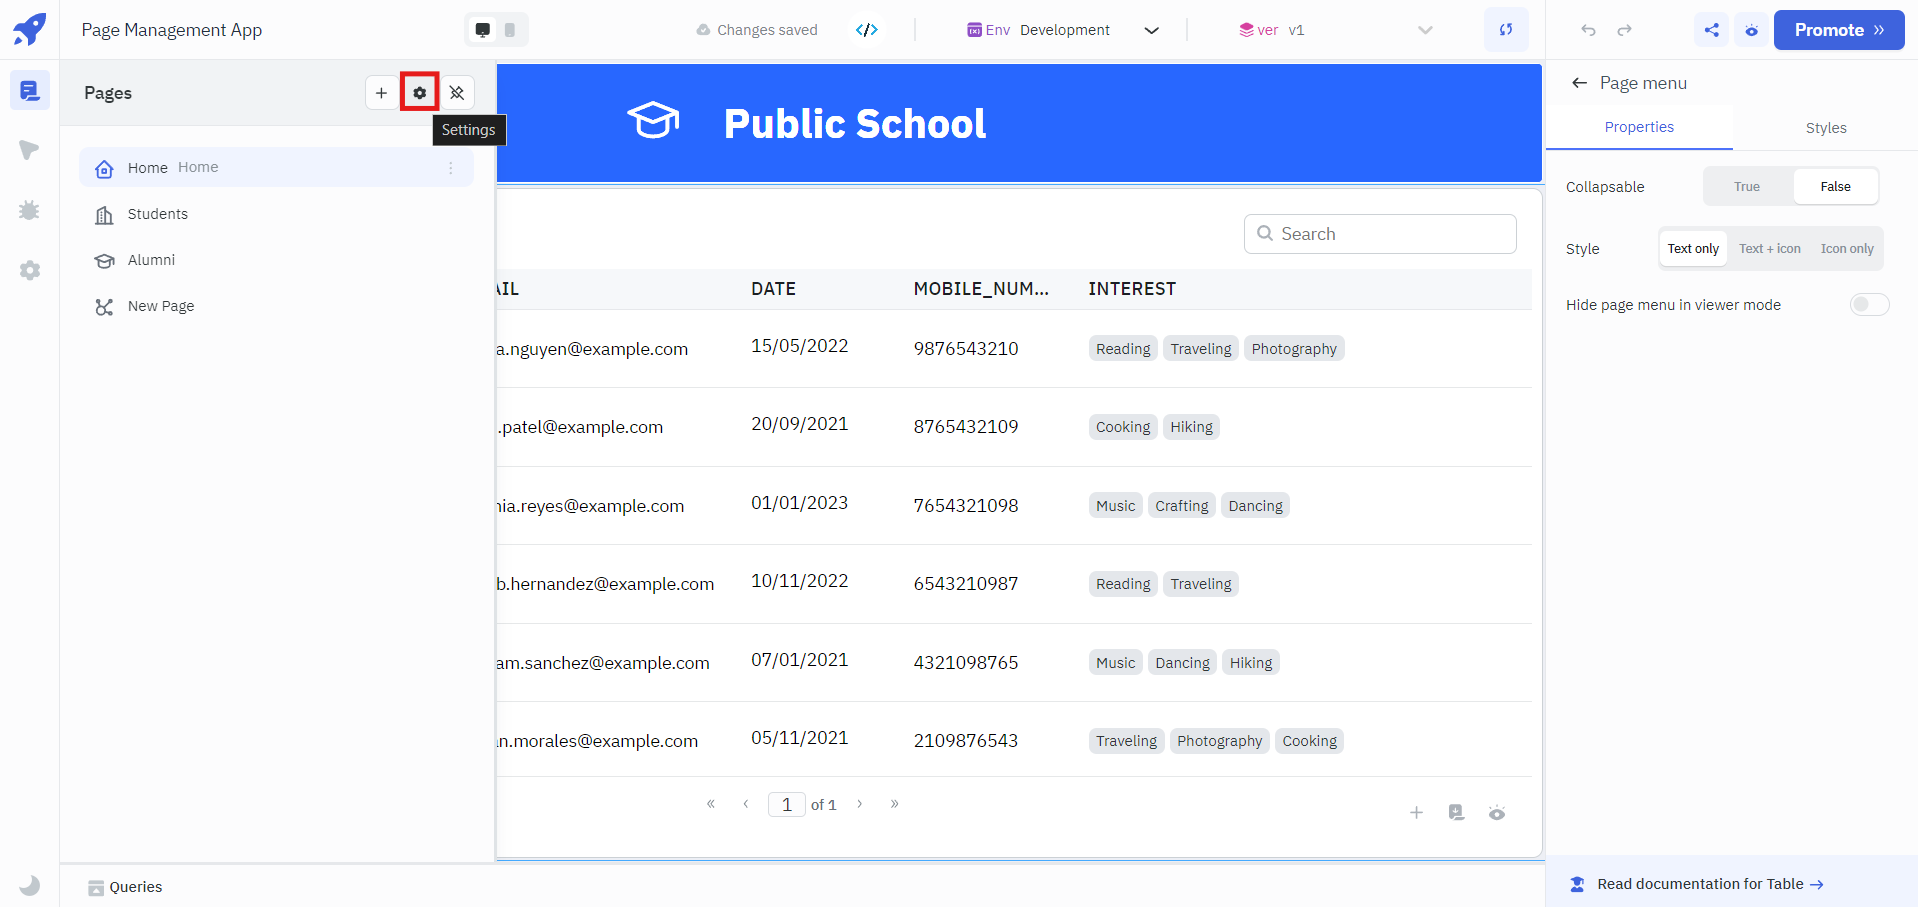 Page Management App
Changes saved
Env Development
ver v1
Promote
Pages
Settings
Home Home
Students
Alumni
New Page
Public School
Search
AIL DATE MOBILE_NUM... INTEREST
a.nguyen@example.com 15/05/2022 9876543210 Reading Traveling Photography
.patel@example.com 20/09/2021 8765432109 Cooking Hiking
nia.reyes@example.com 01/01/2023 7654321098 Music Crafting Dancing
b.hernandez@example.com 10/11/2022 6543210987 Reading Traveling
am.sanchez@example.com 07/01/2021 4321098765 Music Dancing Hiking
n.morales@example.com 05/11/2021 2109876543 Traveling Photography Cooking
« ‹ 1 of 1 › »
Queries
Page menu
Properties Styles
Collapsable True False
Style Text only Text + icon Icon only
Hide page menu in viewer mode
Read documentation for Table →